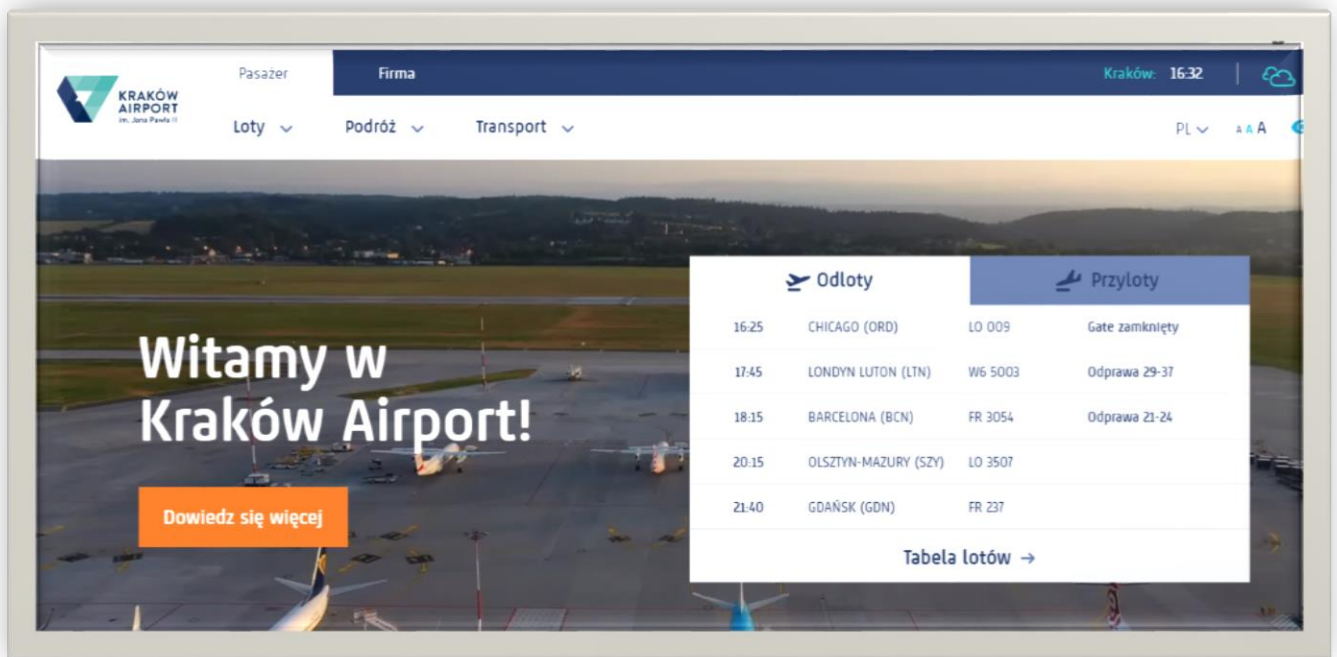 Pasażer Firma Kraków: 16:32
KRAKÓW
AIRPORT
im. Jana Pawła II
Loty Podróż Transport PL A A A
Odloty Przyloty
16:25 CHICAGO (ORD) LO 009 Gate zamknięty
17:45 LONDYN LUTON (LTN) W6 5003 Odprawa 29-37
18:15 BARCELONA (BCN) FR 3054 Odprawa 21-24
20:15 OLSZTYN-MAZURY (SZY) LO 3507
21:40 GDAŃSK (GDN) FR 237
Tabela lotów →
Witamy w
Kraków Airport!
Dowiedz się więcej